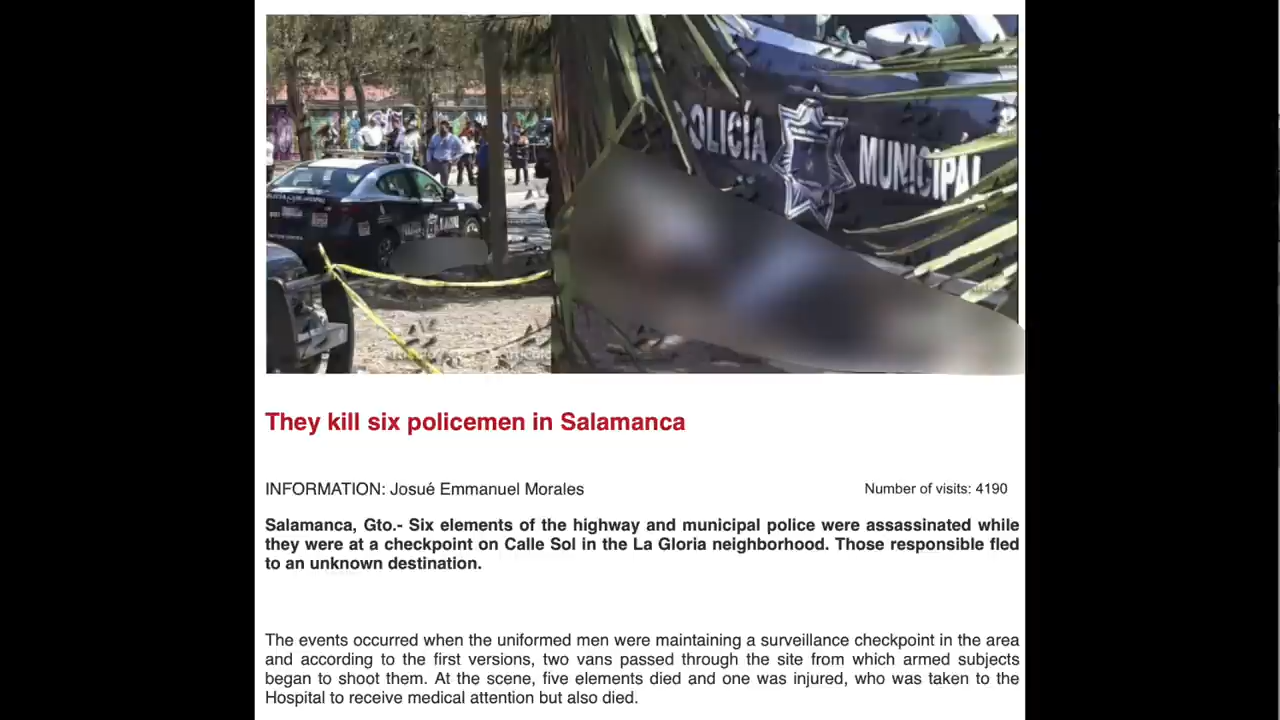 POLICÍA
MUNICIPAL
They kill six policemen in Salamanca
INFORMATION: Josué Emmanuel Morales
Number of visits: 4190
Salamanca, Gto.- Six elements of the highway and municipal police were assassinated while
they were at a checkpoint on Calle Sol in the La Gloria neighborhood. Those responsible fled
to an unknown destination.
The events occurred when the uniformed men were maintaining a surveillance checkpoint in the area
and according to the first versions, two vans passed through the site from which armed subjects
began to shoot them. At the scene, five elements died and one was injured, who was taken to the
Hospital to receive medical attention but also died.